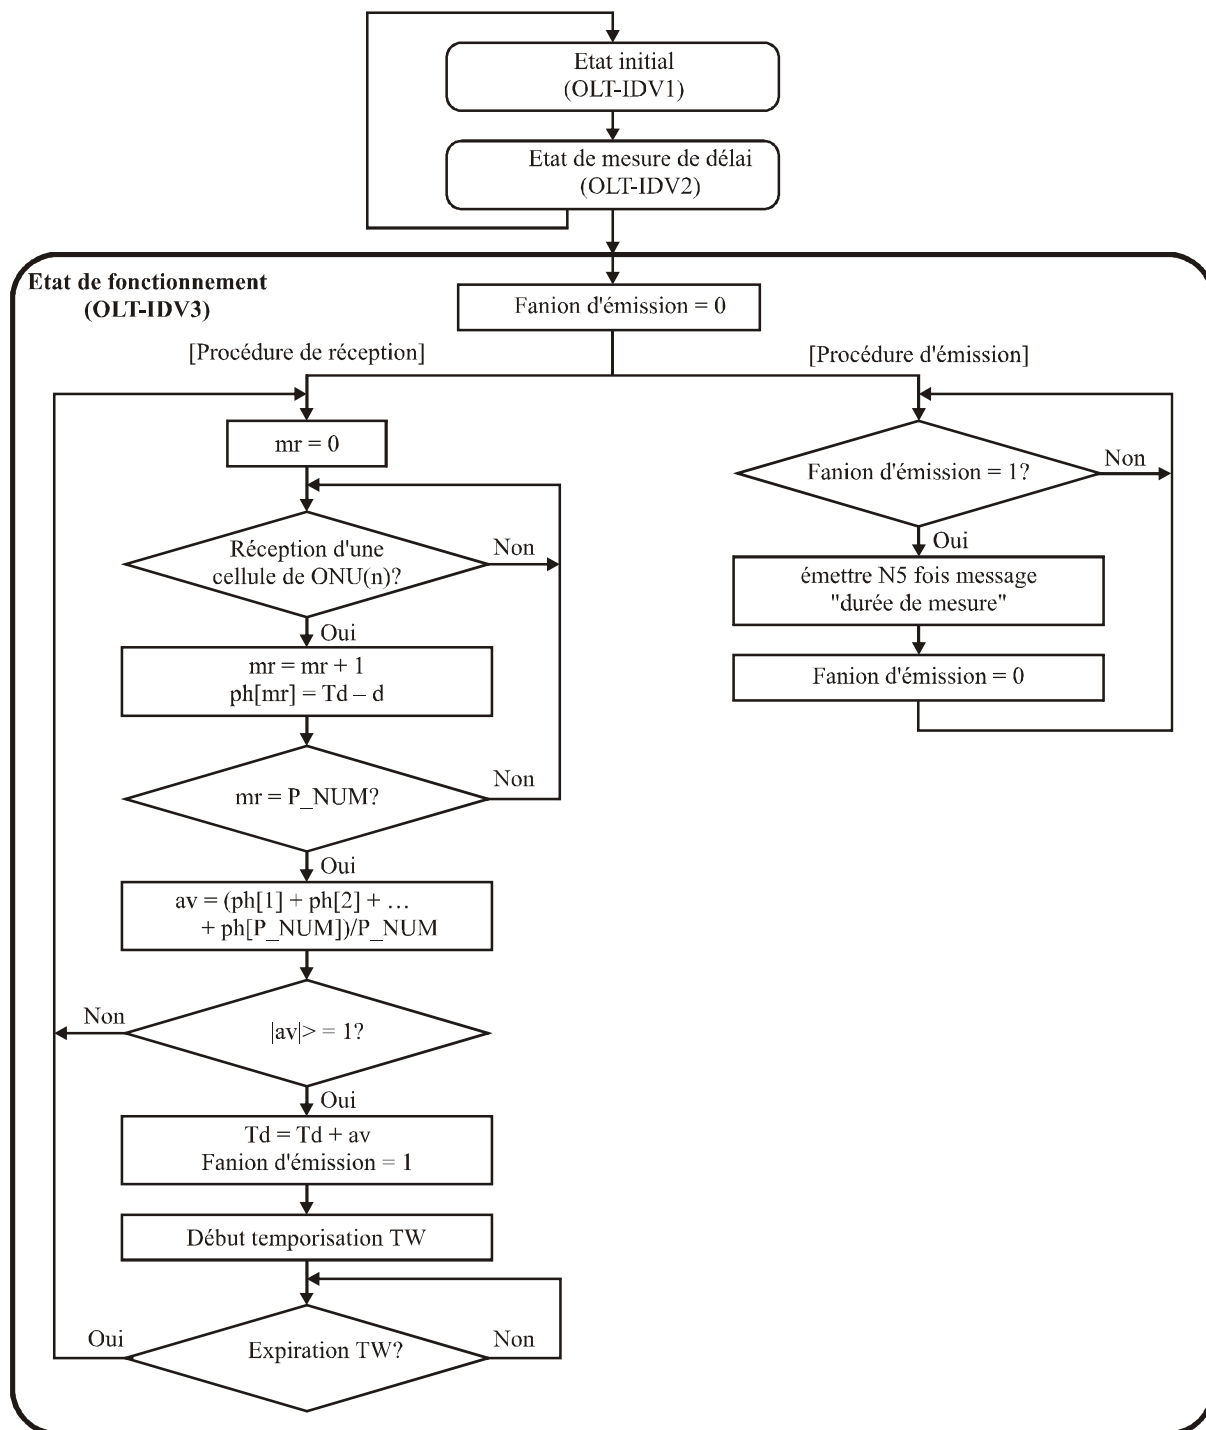 Etat initial
(OLT-IDV1)
Etat de mesure de délai
(OLT-IDV2)
Etat de fonctionnement
(OLT-IDV3)
Fanion d'émission = 0
[Procédure de réception]
[Procédure d'émission]
mr = 0
Fanion d'émission = 1?
Non
Réception d'une
cellule de ONU(n)?
Non
Oui
émettre N5 fois message
"durée de mesure"
Oui
mr = mr + 1
ph[mr] = Td – d
Fanion d'émission = 0
mr = P_NUM?
Non
Oui
av = (ph[1] + ph[2] + …
+ ph[P_NUM])/P_NUM
Non
|av|> = 1?
Oui
Td = Td + av
Fanion d'émission = 1
Début temporisation TW
Oui
Expiration TW?
Non